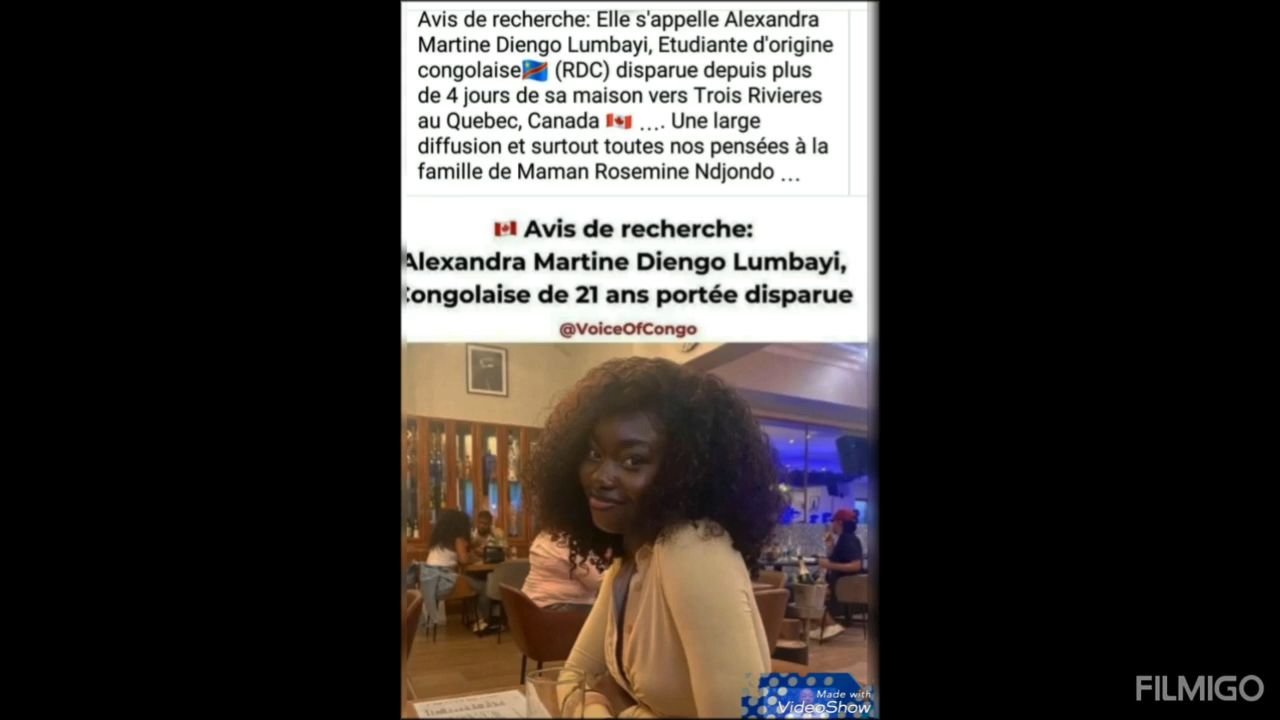 Avis de recherche: Elle s'appelle Alexandra
Martine Diengo Lumbayi, Etudiante d'origine
congolaise🇨🇩 (RDC) disparue depuis plus
de 4 jours de sa maison vers Trois Rivieres
au Quebec, Canada 🇨🇦 .... Une large
diffusion et surtout toutes nos pensées à la
famille de Maman Rosemine Ndjondo ...
🇨🇦 Avis de recherche:
Alexandra Martine Diengo Lumbayi,
Congolaise de 21 ans portée disparue
@VoiceOfCongo
Made with
VideoShow
FILMIGO